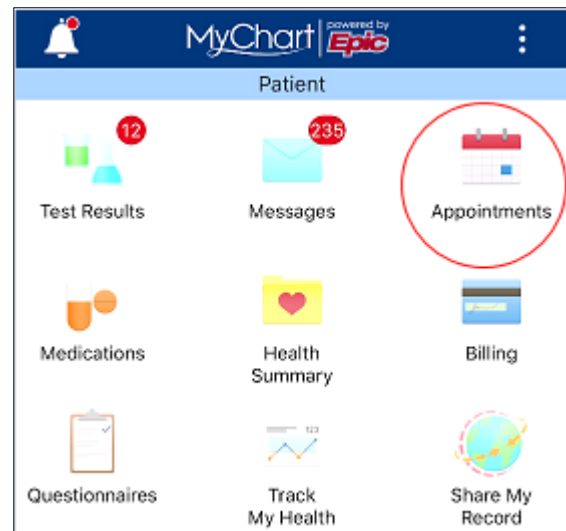 MyChart powered by Epic
Patient
12
235
Test Results
Messages
Appointments
Medications
Health
Summary
Billing
Questionnaires
123
Track
My Health
Share My
Record